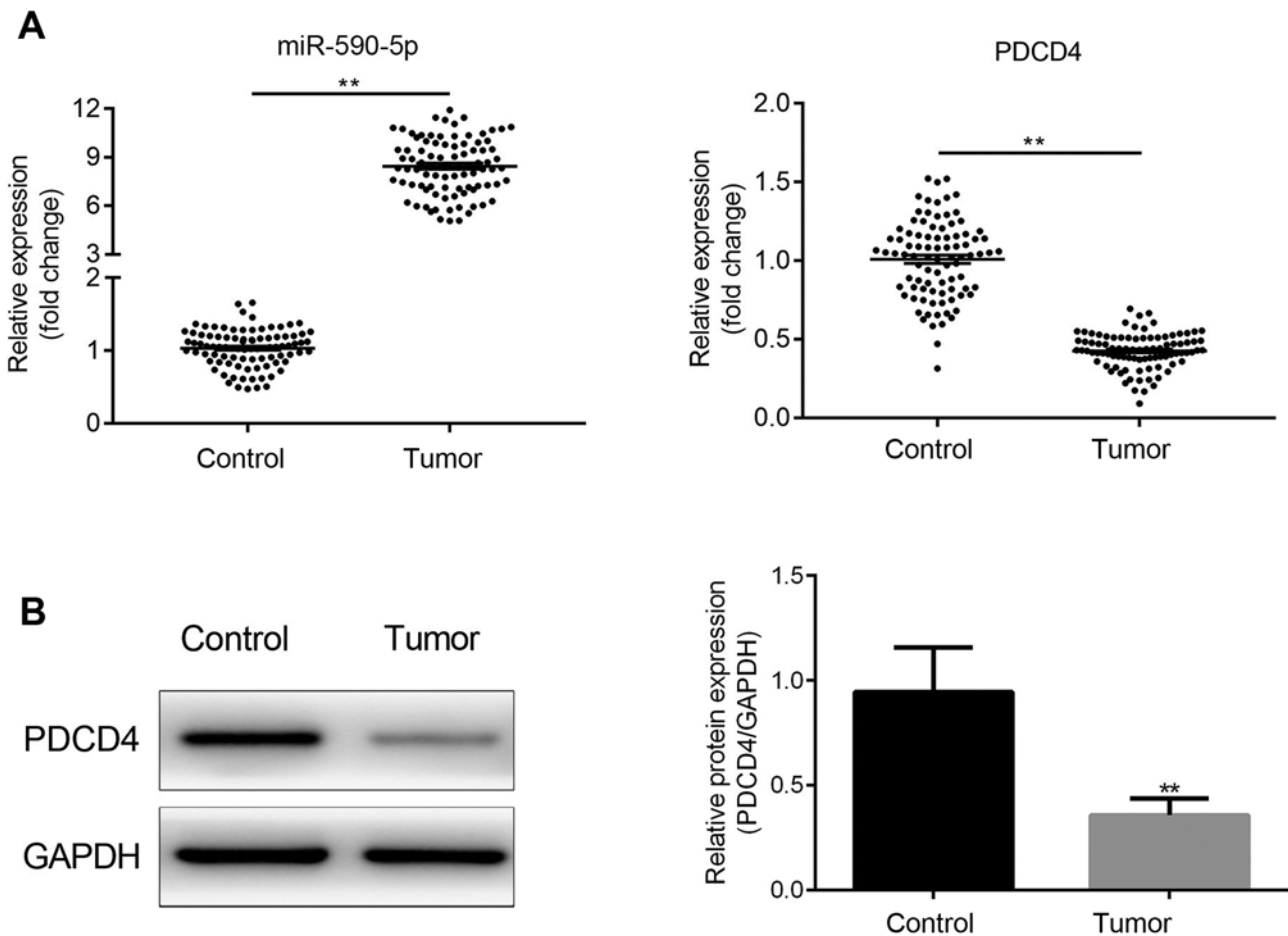 A
miR-590-5p
**
Relative expression
(fold change)
12
9
6
3
2
1
0
Control Tumor
PDCD4
**
Relative expression
(fold change)
2.0
1.5
1.0
0.5
0.0
Control Tumor
B
Control Tumor
PDCD4
GAPDH
Relative protein expression
(PDCD4/GAPDH)
1.5
1.0
0.5
0.0
**
Control Tumor